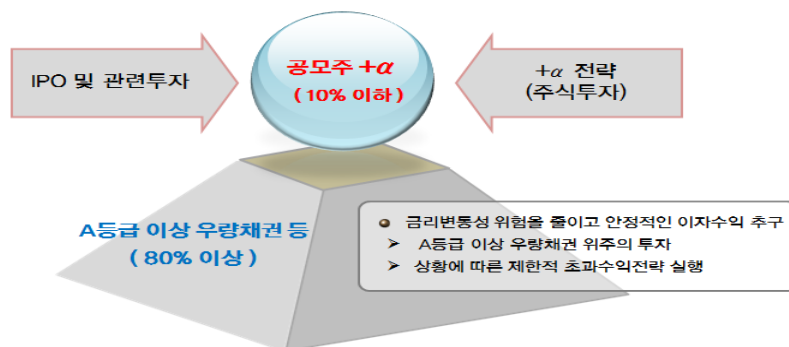 공모주 +α
(10% 이하)
IPO 및 관련투자
+α 전략
(주식투자)
A등급 이상 우량채권 등
( 80% 이상 )
금리변통성 위험올 줄이고 안정적인 이자수익 추구
➤ A등급 이상 우량채권 위주의 투자
➤ 상황에 따른 제한적 초과수익전략 실행